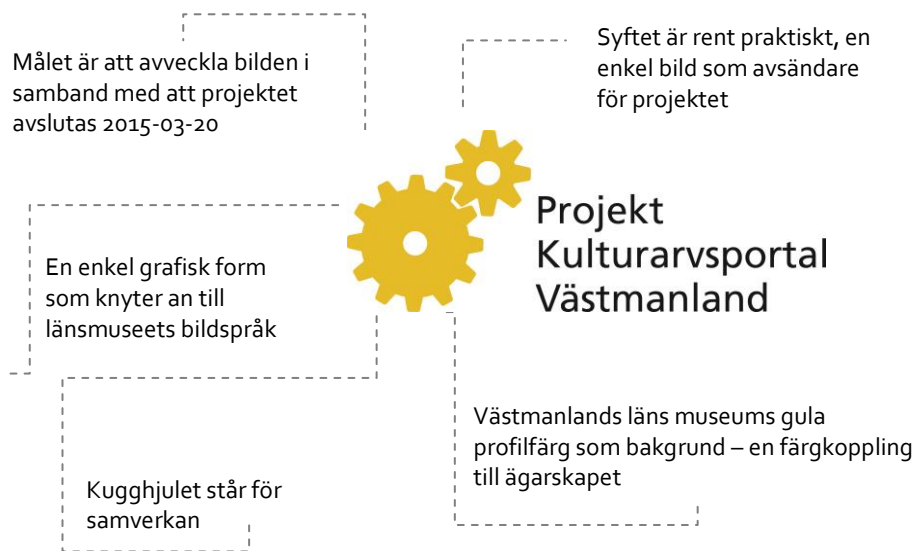 Målet är att avveckla bilden i
samband med att projektet
avslutas 2015-03-20
Syftet är rent praktiskt, en
enkel bild som avsändare
för projektet
Projekt
Kulturarvsportal
Västmanland
En enkel grafisk form
som knyter an till
länsmuseets bildspråk
Västmanlands läns museums gula
profilfärg som bakgrund – en färgkoppling
till ägarskapet
Kugghjulet står för
samverkan